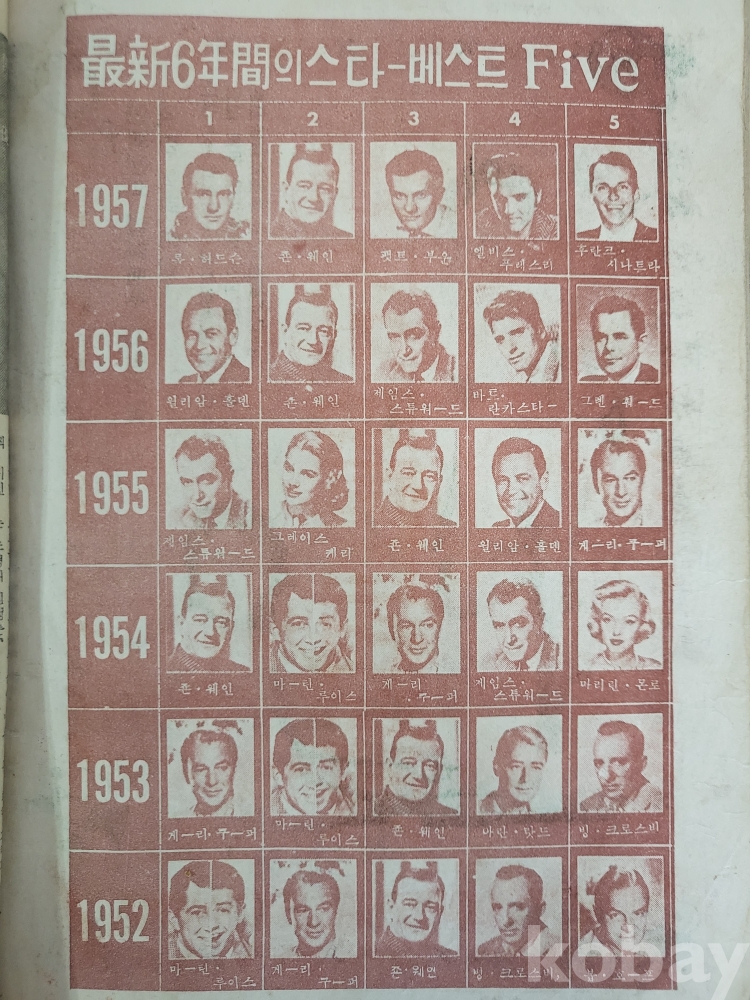 最新6年間의스타-베스트 Five
1 2 3 4 5
1957
록·허드슨
죤·웨인
팻트·부운
엘비스·
푸레스리
후랑크·
시나트라
1956
윌리암·홀덴
죤·웨인
제임스·
스튜워—드
바트·
란카스타—
그렌·훠—드
1955
제임스·
스튜워—드
그레이스
케리
죤·웨인
윌리암·홀덴
게—리·쿠—퍼
1954
죤·웨인
마—틴·
루이스
게—리
·쿠—퍼
제임스·
스튜워—드
마리린·몬로
1953
게—리·쿠—퍼
마—틴·
루이스
죤·웨인
아란·랏드
빙·크로스비
1952
마—틴·
루이스
게—리·
쿠—퍼
죤·웨인
빙·크로스비
kobay